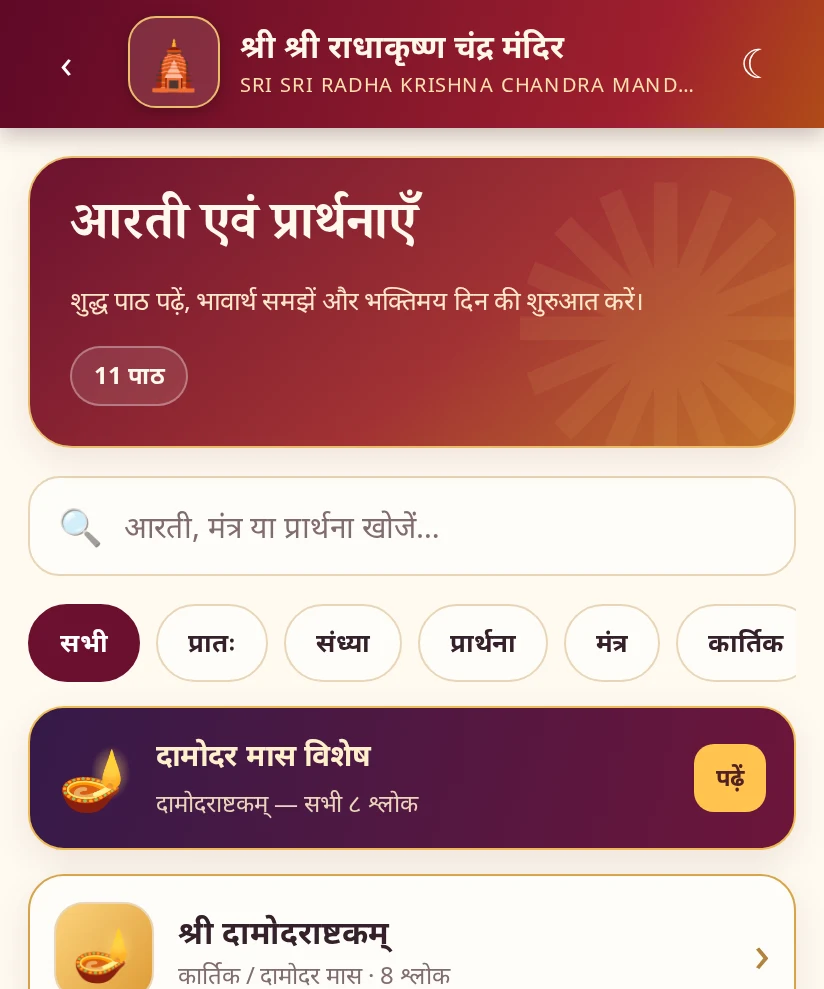 श्री श्री राधाकृष्ण चंद्र मंदिर
SRI SRI RADHA KRISHNA CHANDRA MAND...
आरती एवं प्रार्थनाएँ
शुद्ध पाठ पढ़ें, भावार्थ समझें और भक्तिमय दिन की शुरुआत करें।
11 पाठ
आरती, मंत्र या प्रार्थना खोजें...
सभी प्रातः संध्या प्रार्थना मंत्र कार्तिक
दामोदर मास विशेष
दामोदराष्टकम् — सभी ८ श्लोक
पढ़ें
श्री दामोदराष्टकम्
कार्तिक / दामोदर मास · 8 श्लोक